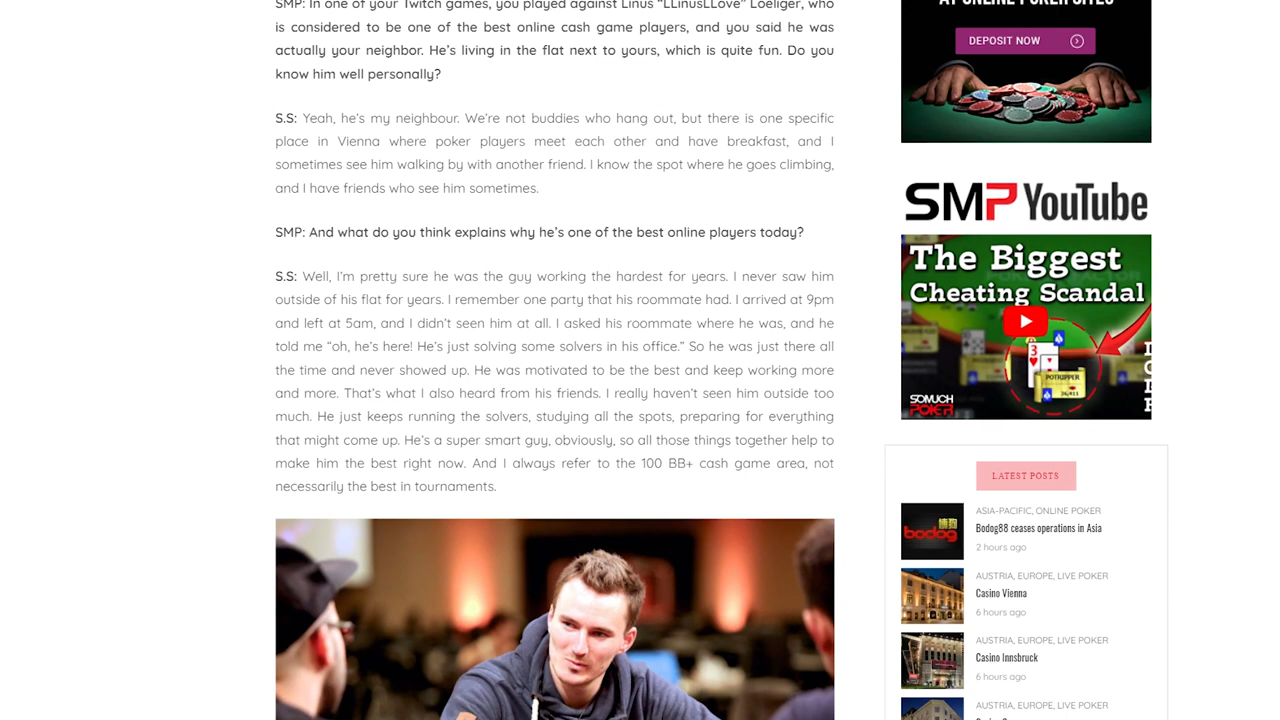 SMP: In one of your Twitch games, you played against Linus “LLinusLLove” Loeliger, who
is considered to be one of the best online cash game players, and you said he was
actually your neighbor. He’s living in the flat next to yours, which is quite fun. Do you
know him well personally?
S.S: Yeah, he’s my neighbour. We’re not buddies who hang out, but there is one specific
place in Vienna where poker players meet each other and have breakfast, and I
sometimes see him walking by with another friend. I know the spot where he goes climbing,
and I have friends who see him sometimes.
SMP: And what do you think explains why he’s one of the best online players today?
S.S: Well, I’m pretty sure he was the guy working the hardest for years. I never saw him
outside of his flat for years. I remember one party that his roommate had. I arrived at 9pm
and left at 5am, and I didn’t seen him at all. I asked his roommate where he was, and he
told me “oh, he’s here! He’s just solving some solvers in his office.” So he was just there all
the time and never showed up. He was motivated to be the best and keep working more
and more. That’s what I also heard from his friends. I really haven’t seen him outside too
much. He just keeps running the solvers, studying all the spots, preparing for everything
that might come up. He’s a super smart guy, obviously, so all those things together help to
make him the best right now. And I always refer to the 100 BB+ cash game area, not
necessarily the best in tournaments.
AT ONLINE POKER SITES
DEPOSIT NOW
SMP YouTube
The Biggest
Cheating Scandal
3
POTRIPPER
SOMUCH
POKER
LATEST POSTS
ASIA-PACIFIC, ONLINE POKER
Bodog88 ceases operations in Asia
2 hours ago
bodog
AUSTRIA, EUROPE, LIVE POKER
Casino Vienna
6 hours ago
AUSTRIA, EUROPE, LIVE POKER
Casino Innsbruck
6 hours ago
AUSTRIA, EUROPE, LIVE POKER